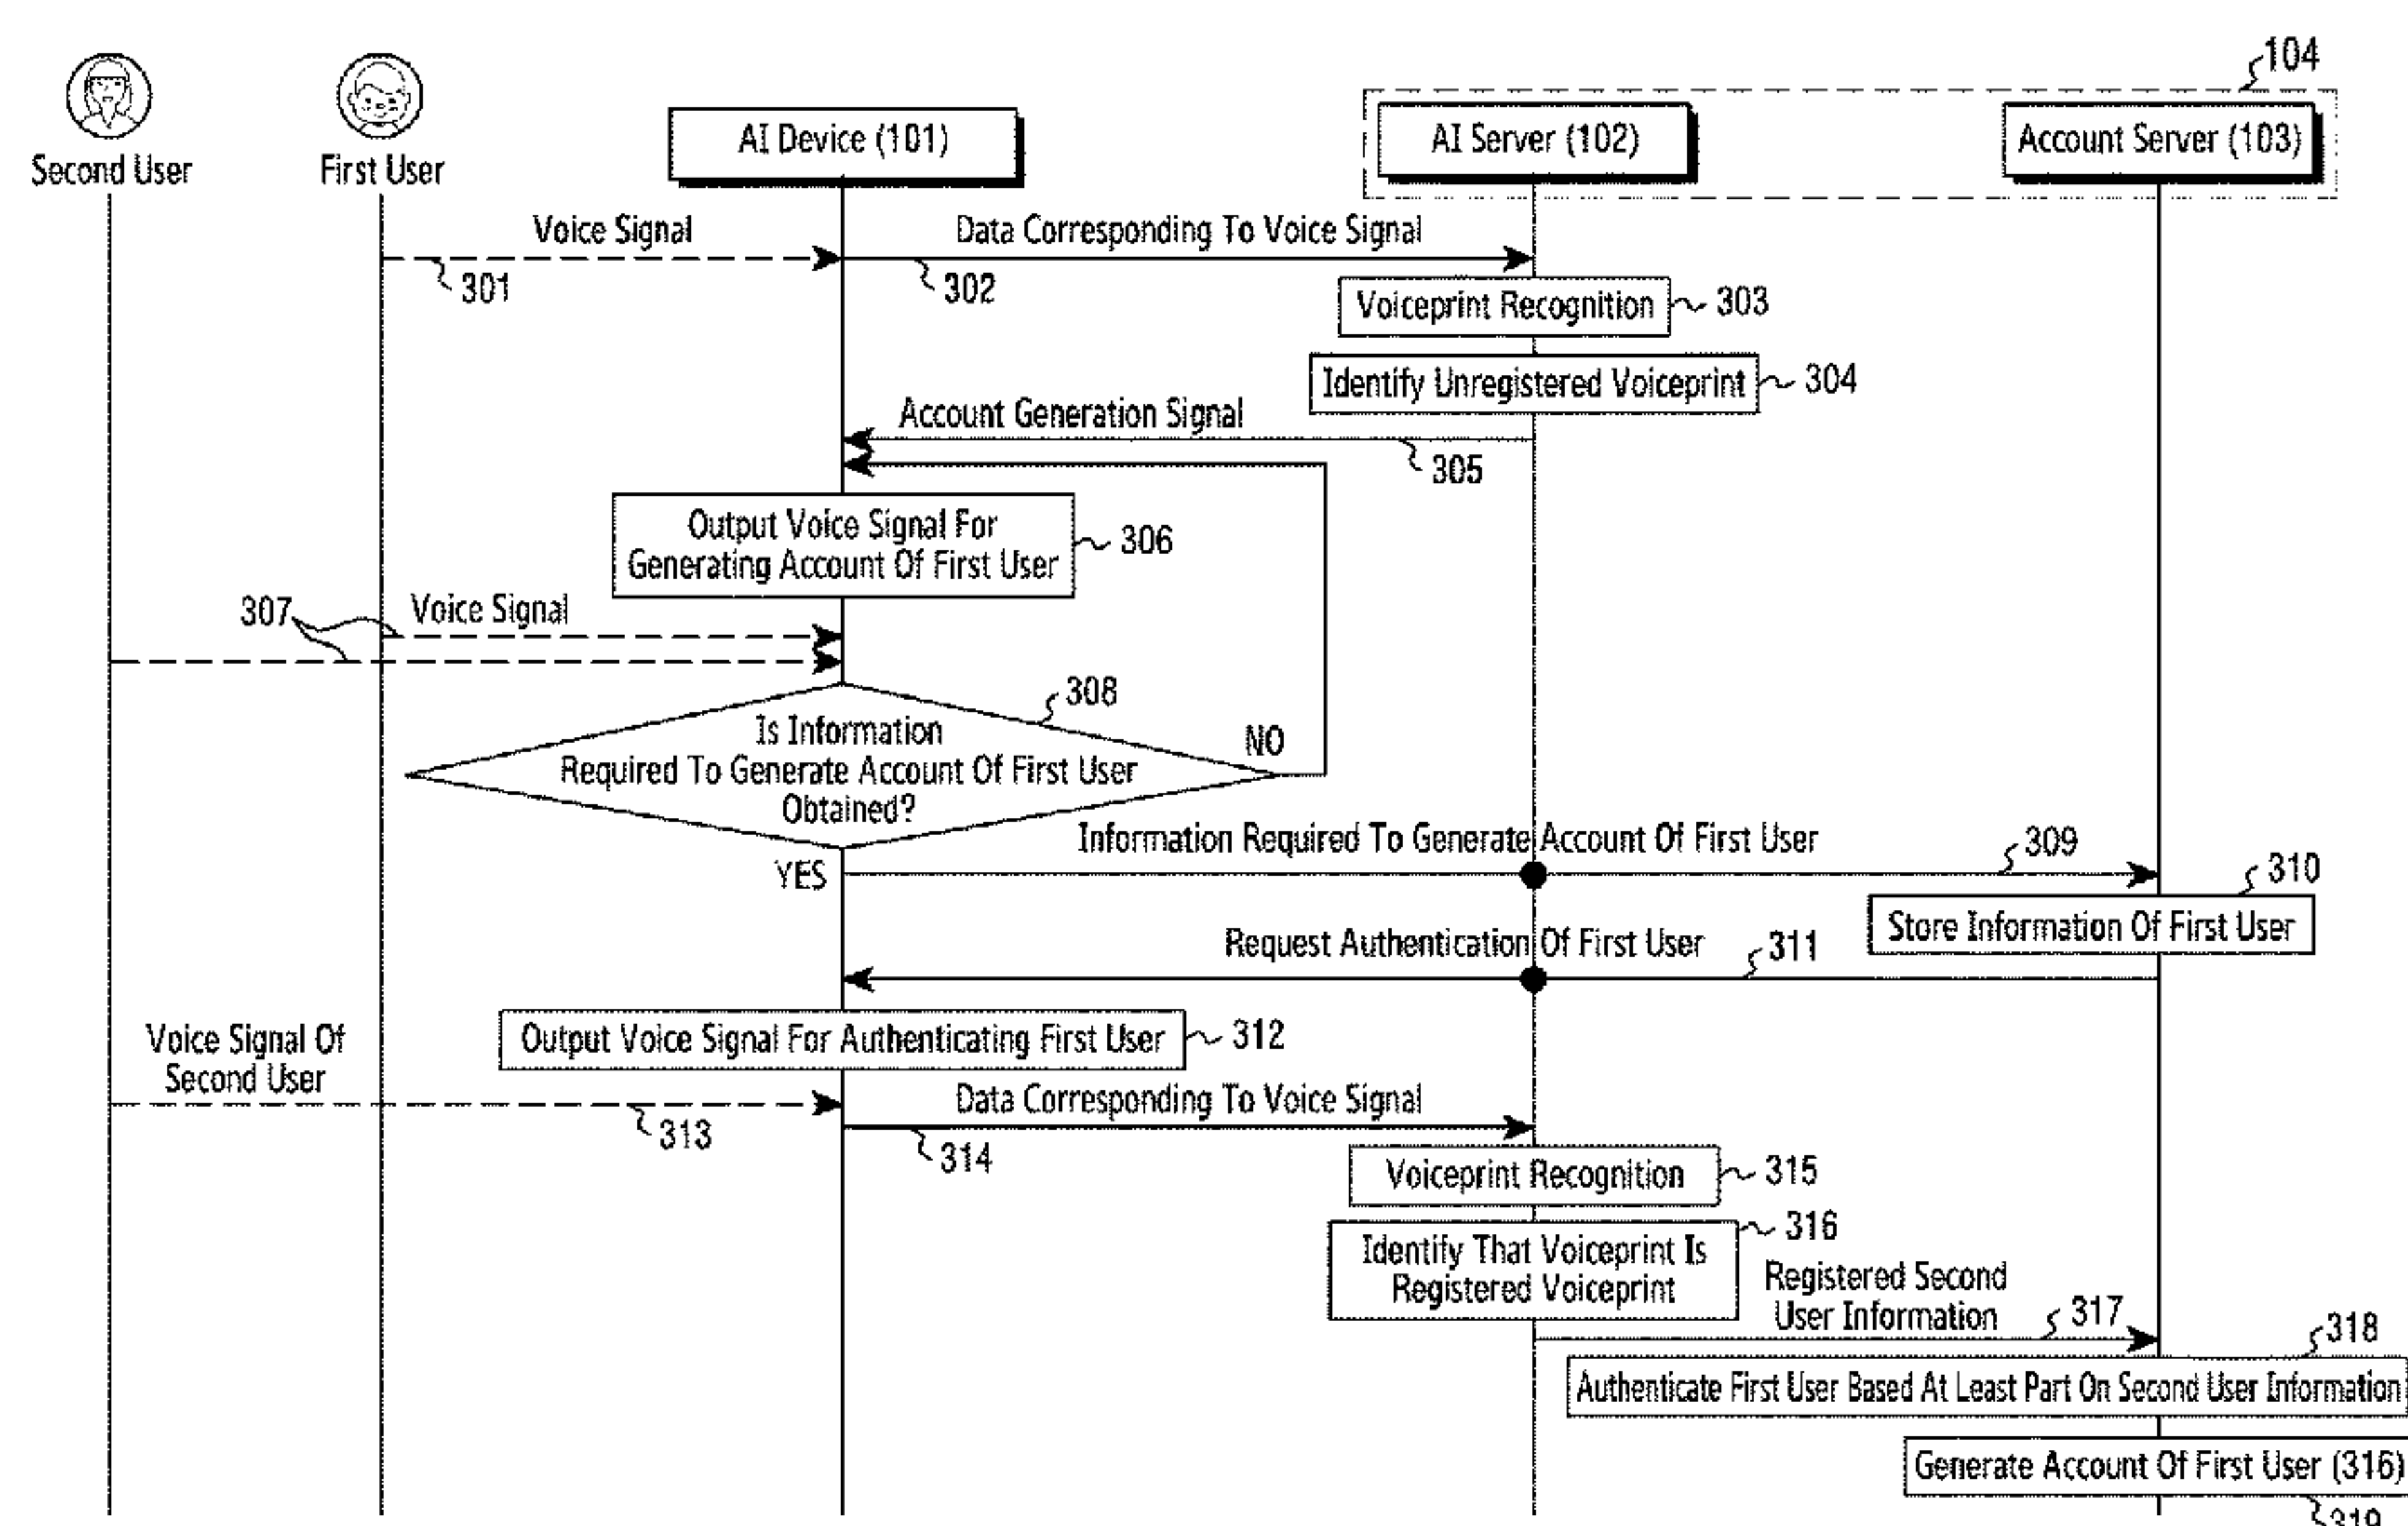 104
Second User
First User
AI Device (101)
AI Server (102)
Account Server (103)
Voice Signal
301
Data Corresponding To Voice Signal
302
Voiceprint Recognition
303
Identify Unregistered Voiceprint
304
Account Generation Signal
305
Output Voice Signal For
Generating Account Of First User
306
307
Voice Signal
308
Is Information
Required To Generate Account Of First User
Obtained?
NO
YES
Information Required To Generate Account Of First User
309
310
Store Information Of First User
Request Authentication Of First User
311
Output Voice Signal For Authenticating First User
312
Voice Signal Of
Second User
313
Data Corresponding To Voice Signal
314
Voiceprint Recognition
315
316
Identify That Voiceprint Is
Registered Voiceprint
Registered Second
User Information
317
318
Authenticate First User Based At Least Part On Second User Information
Generate Account Of First User (316)
319